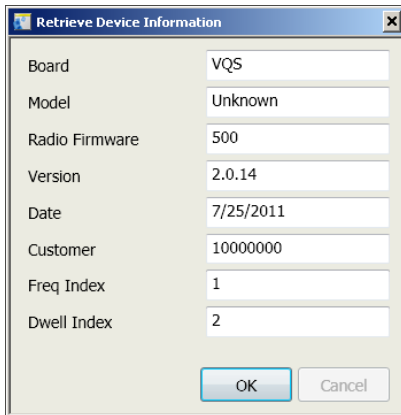 Retrieve Device Information
Board VQS
Model Unknown
Radio Firmware 500
Version 2.0.14
Date 7/25/2011
Customer 10000000
Freq Index 1
Dwell Index 2
OK Cancel